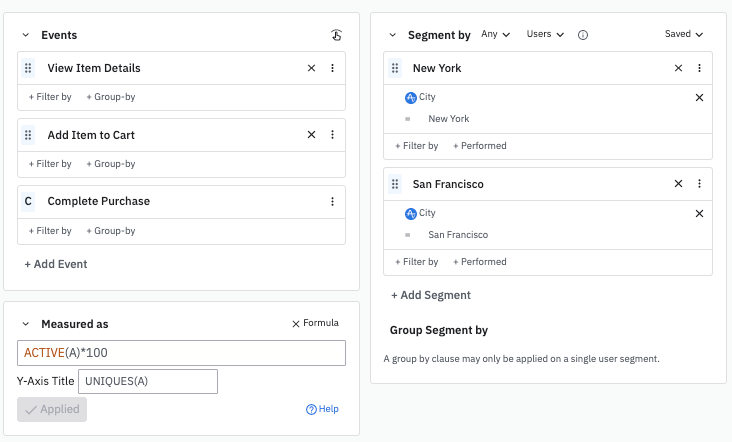 Events
View Item Details
+ Filter by + Group-by
Add Item to Cart
+ Filter by + Group-by
C Complete Purchase
+ Filter by + Group-by
+ Add Event
Measured as
Formula
ACTIVE(A)*100
Y-Axis Title UNIQUES(A)
Applied
Help
Segment by Any Users Saved
New York
City
= New York
+ Filter by + Performed
San Francisco
City
= San Francisco
+ Filter by + Performed
+ Add Segment
Group Segment by
A group by clause may only be applied on a single user segment.